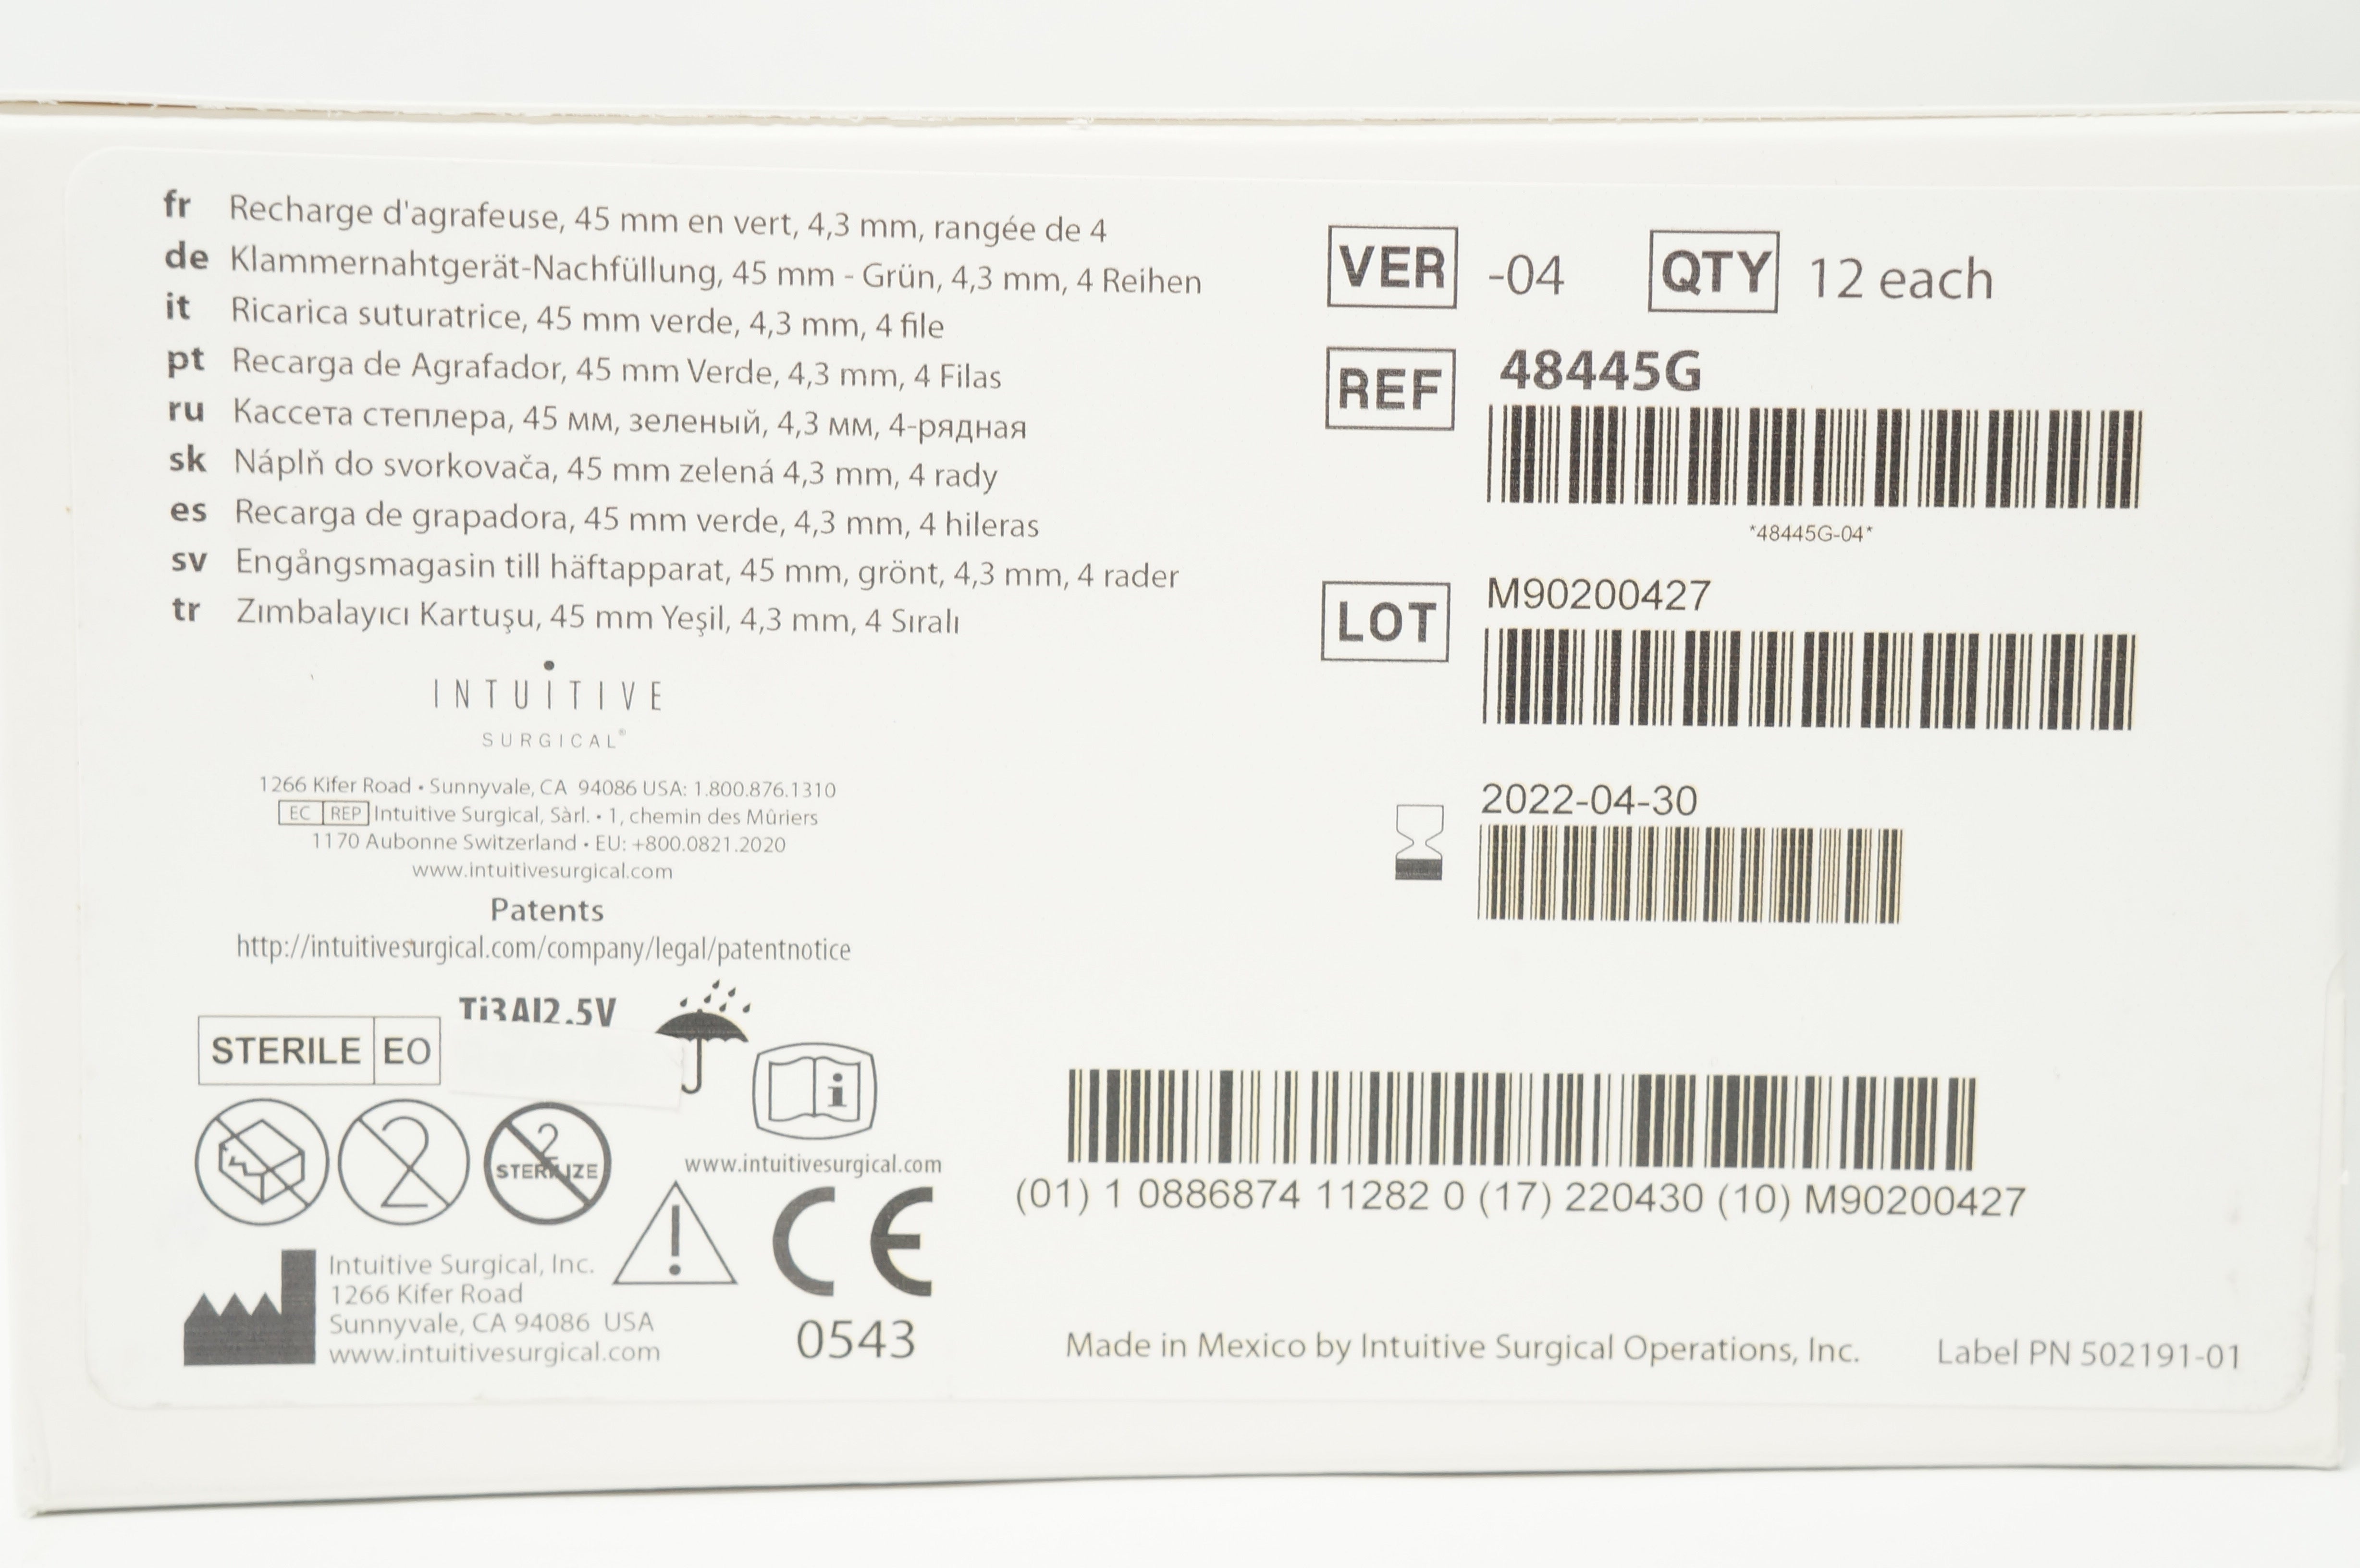 fr Recharge d'agrafeuse, 45 mm en vert, 4,3 mm, rangée de 4
de Klammernahtgerät-Nachfüllung, 45 mm - Grün, 4,3 mm, 4 Reihen
it Ricarica suturatrice, 45 mm verde, 4,3 mm, 4 file
pt Recarga de Agrafador, 45 mm Verde, 4,3 mm, 4 Filas
ru Кассета степлера, 45 мм, зеленый, 4,3 мм, 4-рядная
sk Náplň do svorkovača, 45 mm zelená 4,3 mm, 4 rady
es Recarga de grapadora, 45 mm verde, 4,3 mm, 4 hileras
sv Engångsmagasin till häftapparat, 45 mm, grönt, 4,3 mm, 4 rader
tr Zımbalayıcı Kartuşu, 45 mm Yeşil, 4,3 mm, 4 Sıralı
INTUITIVE
SURGICAL®
1266 Kifer Road • Sunnyvale, CA 94086 USA: 1.800.876.1310
EC REP Intuitive Surgical, Sàrl. • 1, chemin des Mûriers
1170 Aubonne Switzerland • EU: +800.0821.2020
www.intuitivesurgical.com
Patents
http://intuitivesurgical.com/company/legal/patentnotice
Ti3Al2.5V
STERILE EO
2
2
STERILIZE
www.intuitivesurgical.com
Intuitive Surgical, Inc.
1266 Kifer Road
Sunnyvale, CA 94086 USA
www.intuitivesurgical.com
CE
0543
VER -04 QTY 12 each
REF 48445G
*48445G-04*
LOT M90200427
2022-04-30
(01) 1 0886874 11282 0 (17) 220430 (10) M90200427
Made in Mexico by Intuitive Surgical Operations, Inc. Label PN 502191-01